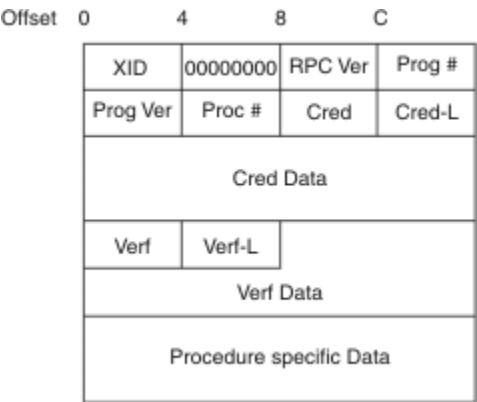 Offset 0 4 8 C
XID 00000000 RPC Ver Prog #
Prog Ver Proc # Cred Cred-L
Cred Data
Verf Verf-L
Verf Data
Procedure specific Data